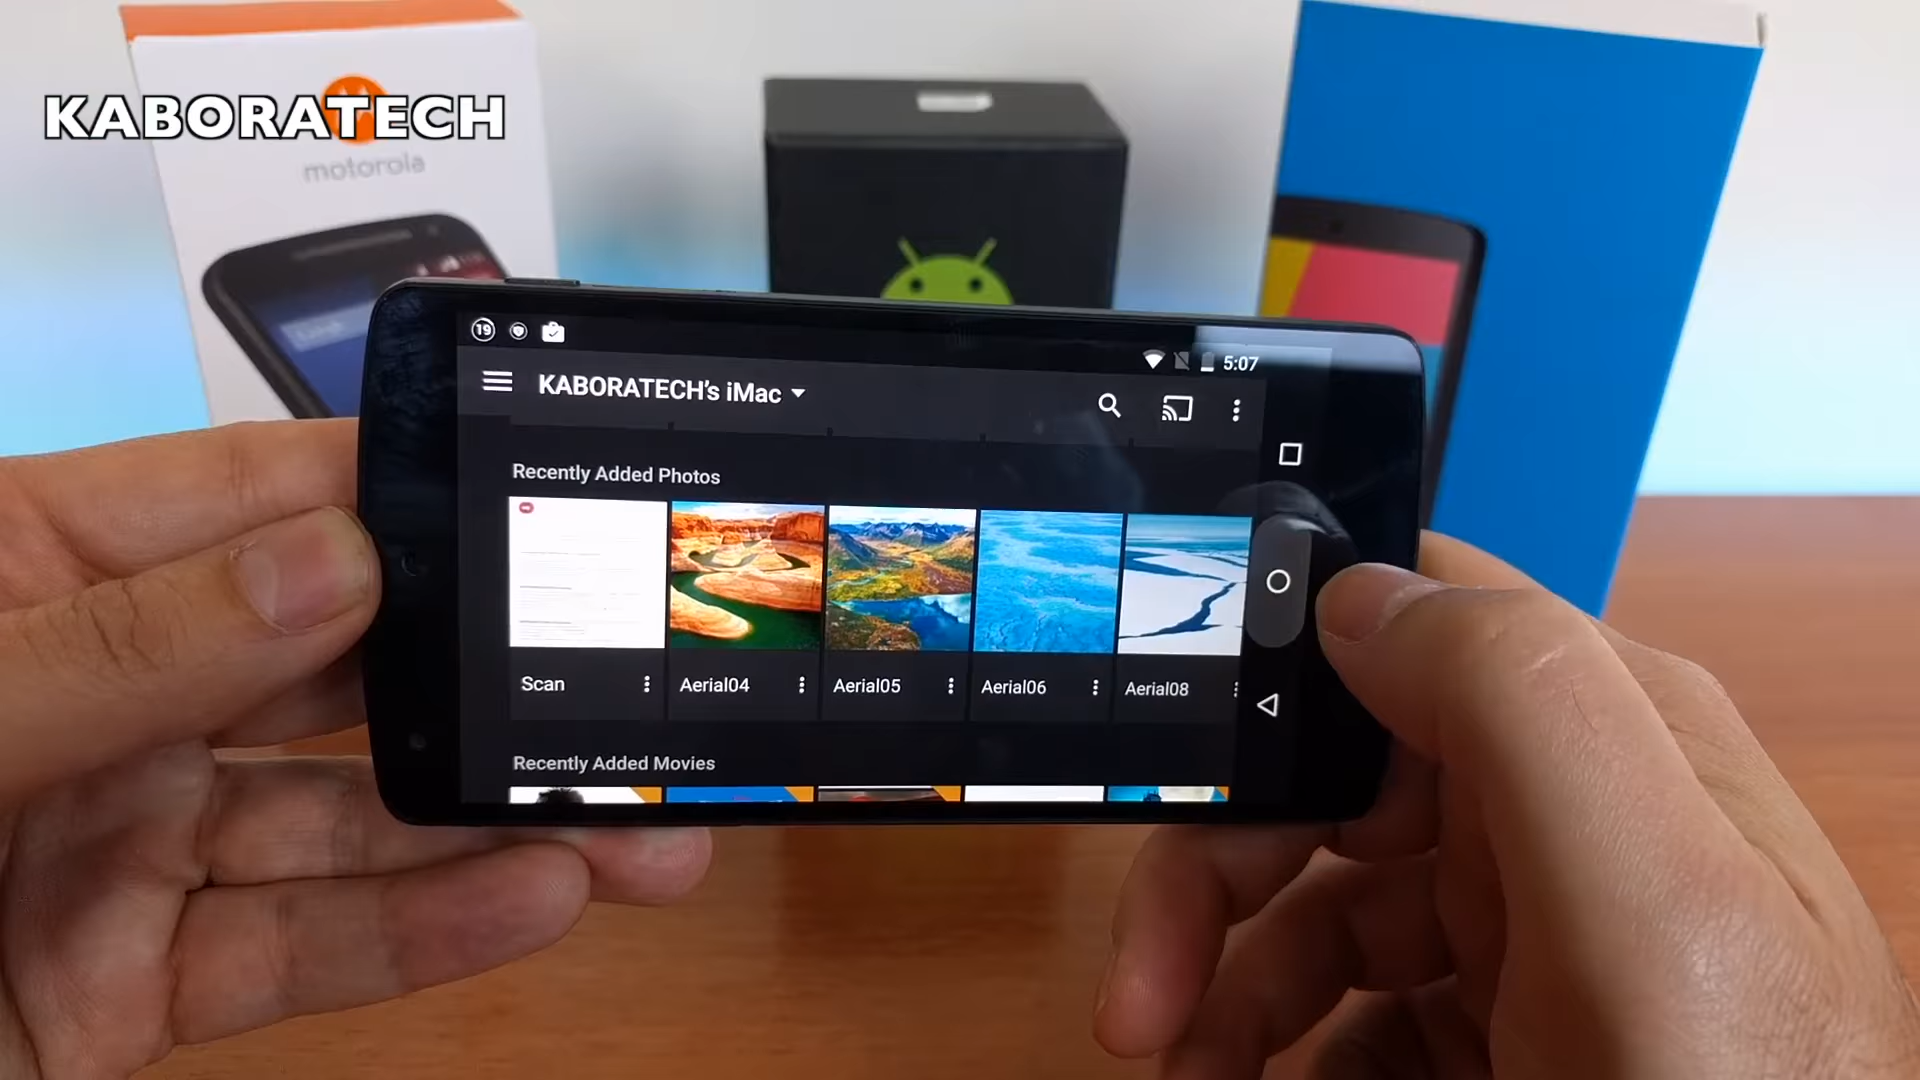 KABORATECH
motorola
19
5:07
KABORATECH's iMac
Recently Added Photos
Scan
Aerial04
Aerial05
Aerial06
Aerial08
Recently Added Movies